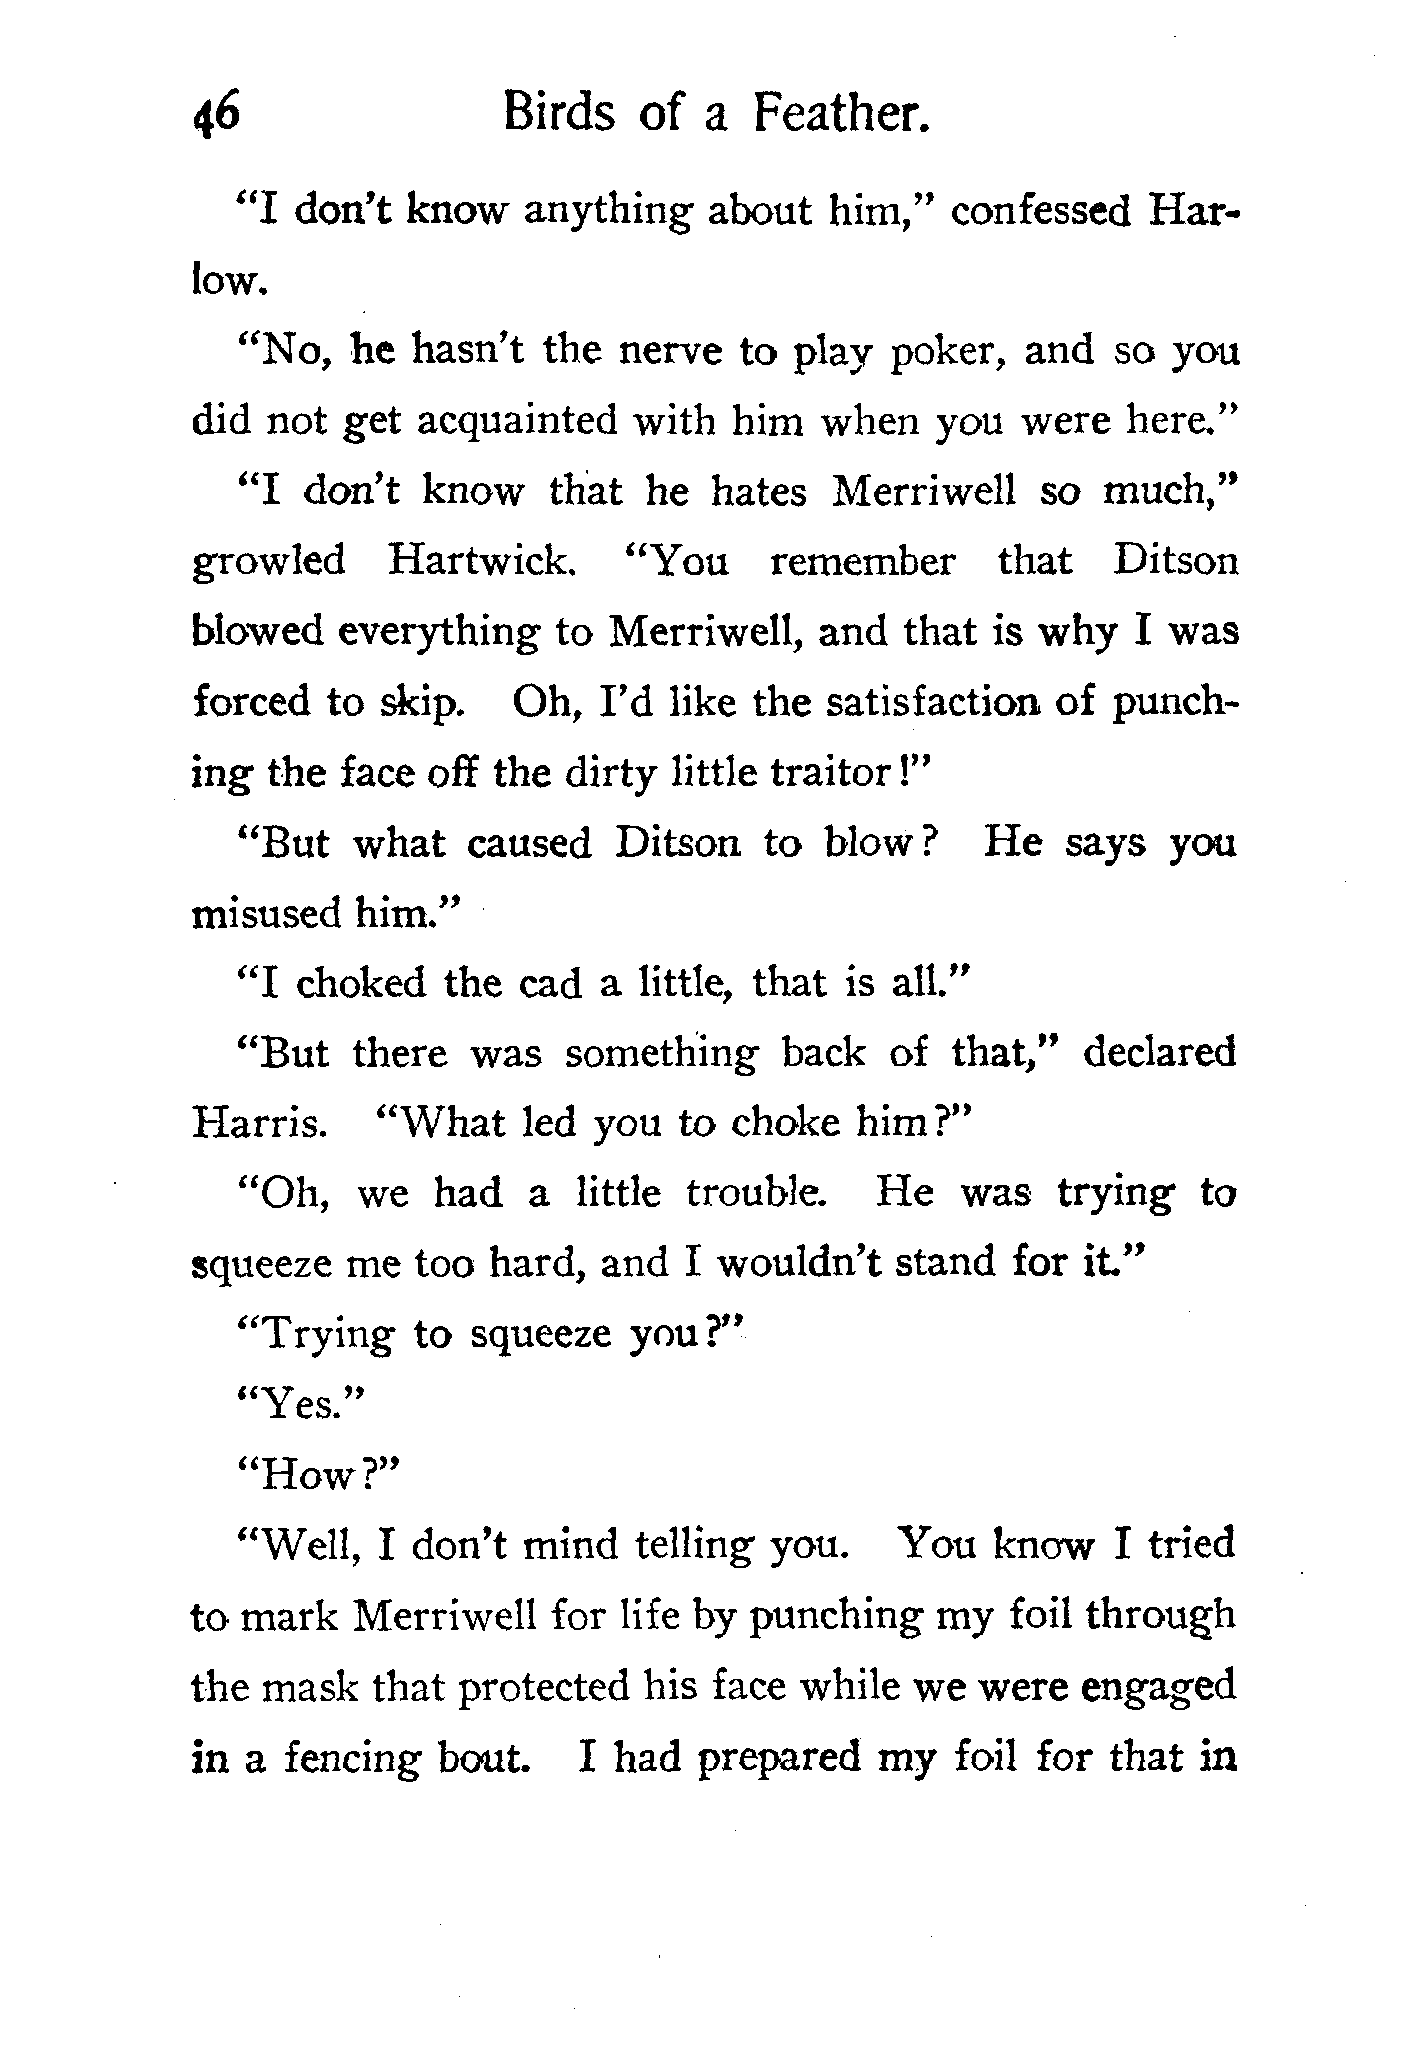 46 Birds of a Feather.
"I don't know anything about him," confessed Har-
low.
"No, he hasn't the nerve to play poker, and so you
did not get acquainted with him when you were here."
"I don't know that he hates Merriwell so much,"
growled Hartwick. "You remember that Ditson
blowed everything to Merriwell, and that is why I was
forced to skip. Oh, I'd like the satisfaction of punch-
ing the face off the dirty little traitor!"
"But what caused Ditson to blow? He says you
misused him."
"I choked the cad a little, that is all."
"But there was something back of that," declared
Harris. "What led you to choke him?"
"Oh, we had a little trouble. He was trying to
squeeze me too hard, and I wouldn't stand for it."
"Trying to squeeze you?"
"Yes."
"How?"
"Well, I don't mind telling you. You know I tried
to mark Merriwell for life by punching my foil through
the mask that protected his face while we were engaged
in a fencing bout. I had prepared my foil for that in